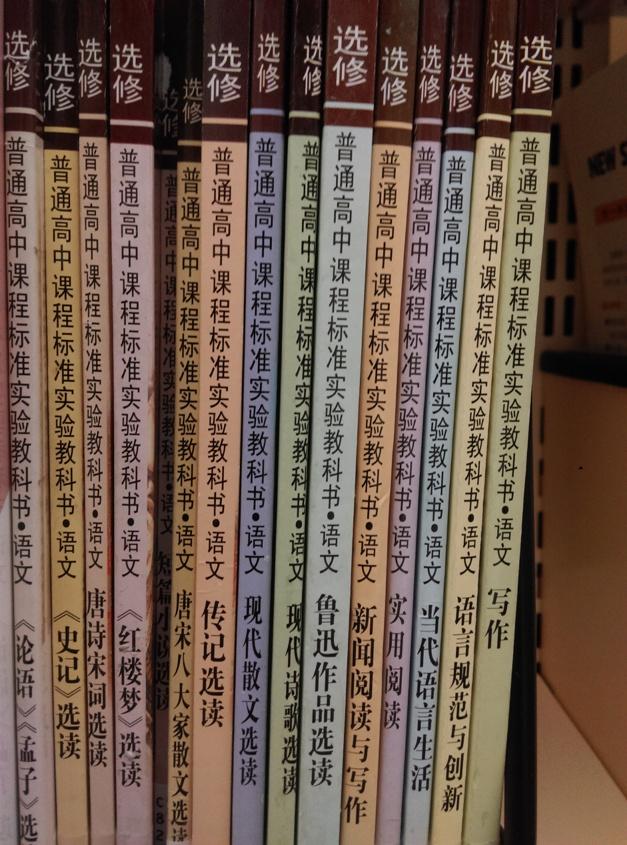 选修
普通高中课程标准实验教科书·语文
《论语》《孟子》选
选修
普通高中课程标准实验教科书·语文
《史记》选读
选修
普通高中课程标准实验教科书·语文
唐诗宋词选读
选修
普通高中课程标准实验教科书·语文
《红楼梦》选读
选修
普通高中课程标准实验教科书·语文
短篇小说选读
C
8
2
选修
普通高中课程标准实验教科书·语文
唐宋八大家散文选读
选修
普通高中课程标准实验教科书·语文
传记选读
选修
普通高中课程标准实验教科书·语文
现代散文选读
选修
普通高中课程标准实验教科书·语文
现代诗歌选读
选修
普通高中课程标准实验教科书·语文
鲁迅作品选读
选修
普通高中课程标准实验教科书·语文
新闻阅读与写作
选修
普通高中课程标准实验教科书·语文
实用阅读
选修
普通高中课程标准实验教科书·语文
当代语言生活
选修
普通高中课程标准实验教科书·语文
语言规范与创新
选修
普通高中课程标准实验教科书·语文
写作
NEW